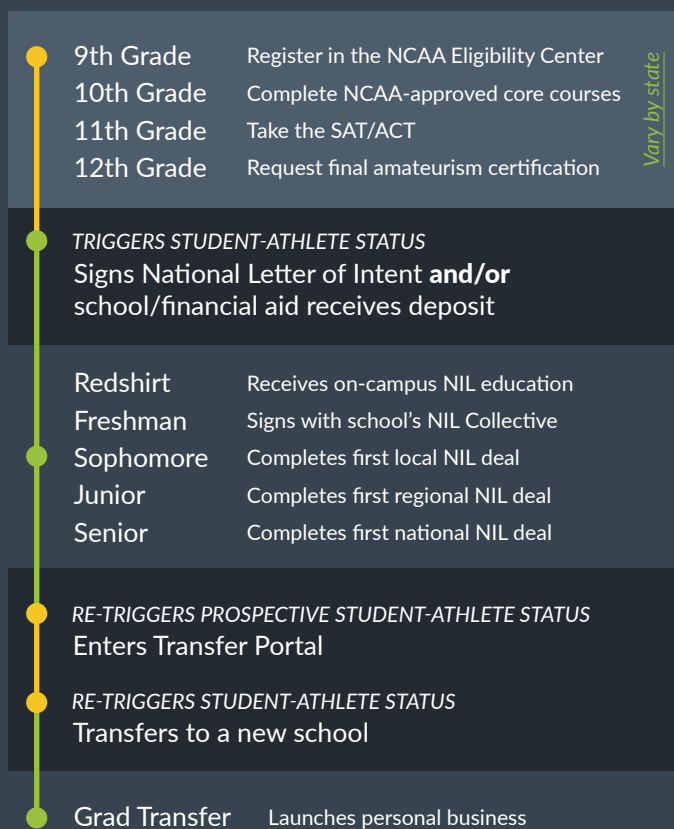 9th Grade Register in the NCAA Eligibility Center
10th Grade Complete NCAA-approved core courses
11th Grade Take the SAT/ACT
12th Grade Request final amateurism certification
Vary by state
TRIGGERS STUDENT-ATHLETE STATUS
Signs National Letter of Intent and/or
school/financial aid receives deposit
Redshirt Receives on-campus NIL education
Freshman Signs with school's NIL Collective
Sophomore Completes first local NIL deal
Junior Completes first regional NIL deal
Senior Completes first national NIL deal
RE-TRIGGERS PROSPECTIVE STUDENT-ATHLETE STATUS
Enters Transfer Portal
RE-TRIGGERS STUDENT-ATHLETE STATUS
Transfers to a new school
Grad Transfer Launches personal business